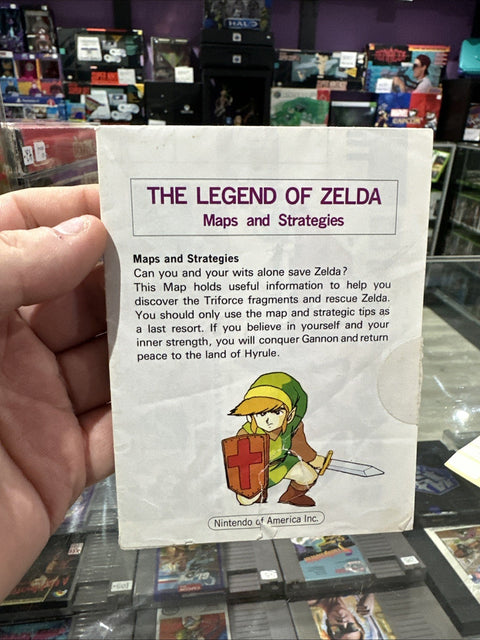 HALO
THE LEGEND OF ZELDA
Maps and Strategies
Maps and Strategies
Can you and your wits alone save Zelda?
This Map holds useful information to help you
discover the Triforce fragments and rescue Zelda.
You should only use the map and strategic tips as
a last resort. If you believe in yourself and your
inner strength, you will conquer Gannon and return
peace to the land of Hyrule.
Nintendo of America Inc.